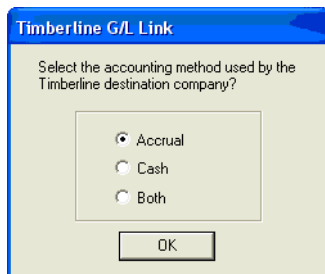 Timberline G/L Link
Select the accounting method used by the
Timberline destination company?
Accrual
Cash
Both
OK